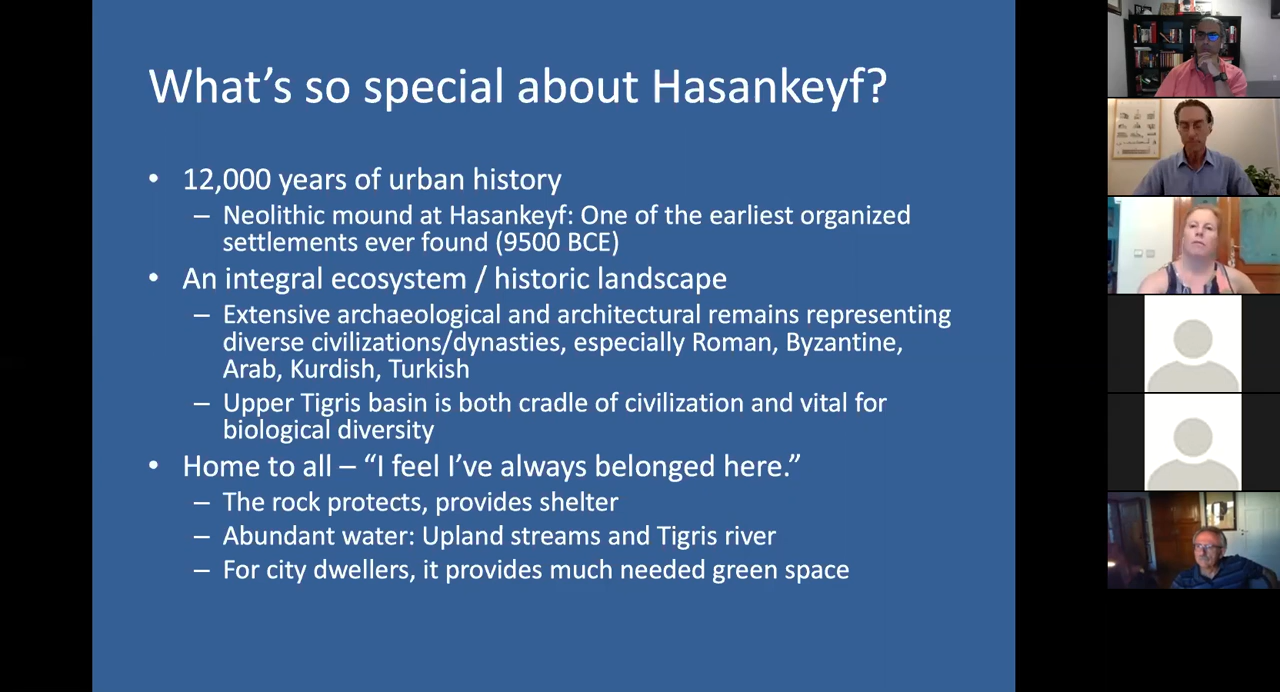 What’s so special about Hasankeyf?
• 12,000 years of urban history
– Neolithic mound at Hasankeyf: One of the earliest organized
settlements ever found (9500 BCE)
• An integral ecosystem / historic landscape
– Extensive archaeological and architectural remains representing
diverse civilizations/dynasties, especially Roman, Byzantine,
Arab, Kurdish, Turkish
– Upper Tigris basin is both cradle of civilization and vital for
biological diversity
• Home to all – “I feel I’ve always belonged here.”
– The rock protects, provides shelter
– Abundant water: Upland streams and Tigris river
– For city dwellers, it provides much needed green space